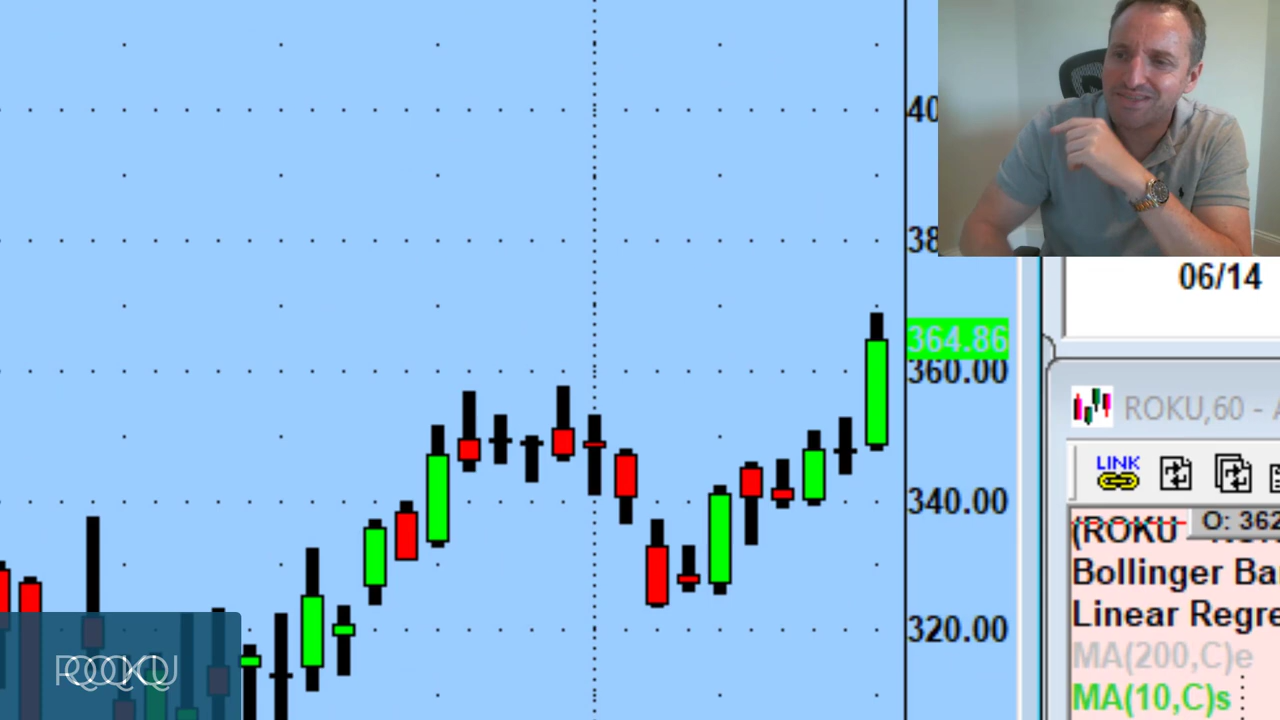 40
38
364.86
360.00
340.00
320.00
06/14
ROKU,60 -
LINK
O: 362
(ROKU
Bollinger Ba
Linear Regre
MA(200,C)e
MA(10,C)s